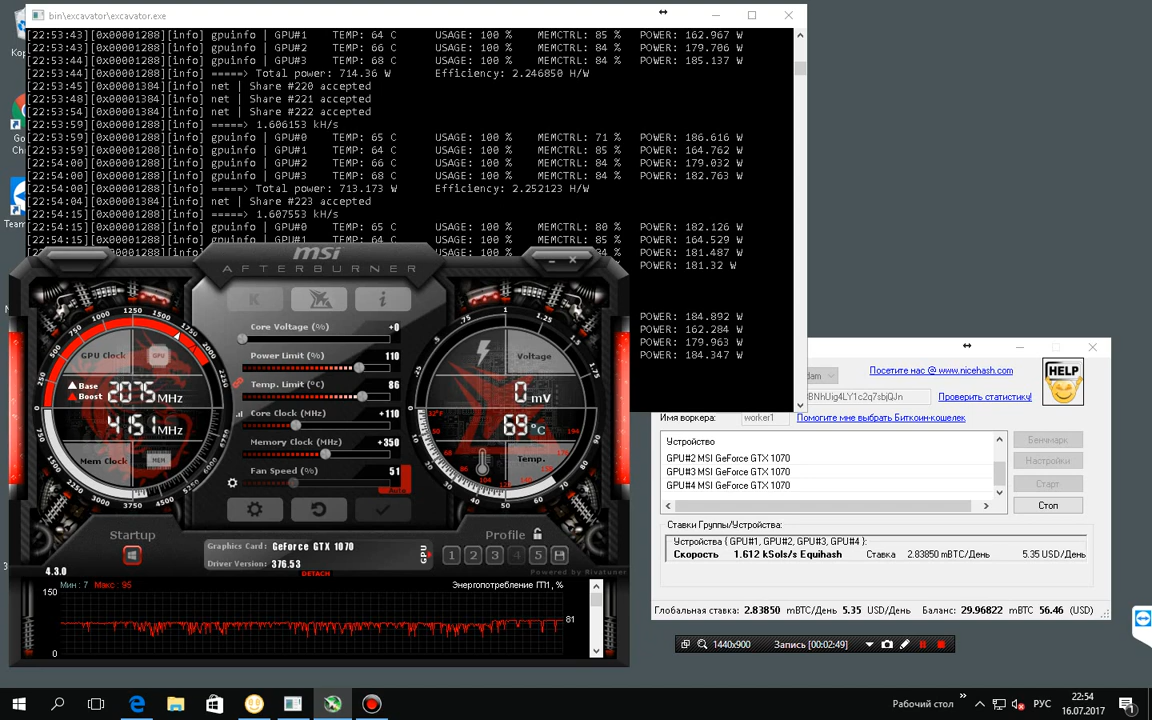 bin\excavator\excavator.exe
[22:53:43][0x00001288][info] gpuinfo | GPU#1 TEMP: 64 C USAGE: 100 % MEMCTRL: 85 % POWER: 162.967 W
[22:53:43][0x00001288][info] gpuinfo | GPU#2 TEMP: 66 C USAGE: 100 % MEMCTRL: 84 % POWER: 179.706 W
[22:53:44][0x00001288][info] gpuinfo | GPU#3 TEMP: 68 C USAGE: 100 % MEMCTRL: 85 % POWER: 185.137 W
[22:53:44][0x00001288][info] =====> Total power: 714.36 W Efficiency: 2.246850 H/W
[22:53:45][0x00001384][info] net | Share #220 accepted
[22:53:48][0x00001384][info] net | Share #221 accepted
[22:53:54][0x00001384][info] net | Share #222 accepted
[22:53:59][0x00001288][info] =====> 1.606153 kH/s
[22:53:59][0x00001288][info] gpuinfo | GPU#0 TEMP: 65 C USAGE: 100 % MEMCTRL: 71 % POWER: 186.616 W
[22:53:59][0x00001288][info] gpuinfo | GPU#1 TEMP: 64 C USAGE: 100 % MEMCTRL: 85 % POWER: 164.762 W
[22:54:00][0x00001288][info] gpuinfo | GPU#2 TEMP: 66 C USAGE: 100 % MEMCTRL: 84 % POWER: 179.032 W
[22:54:00][0x00001288][info] gpuinfo | GPU#3 TEMP: 68 C USAGE: 100 % MEMCTRL: 84 % POWER: 182.763 W
[22:54:00][0x00001288][info] =====> Total power: 713.173 W Efficiency: 2.252123 H/W
[22:54:04][0x00001384][info] net | Share #223 accepted
[22:54:15][0x00001288][info] =====> 1.607553 kH/s
[22:54:15][0x00001288][info] gpuinfo | GPU#0 TEMP: 65 C USAGE: 100 % MEMCTRL: 80 % POWER: 182.126 W
[22:54:15][0x00001288][info] gpuinfo | GPU#1 TEMP: 64 C USAGE: 100 % MEMCTRL: 85 % POWER: 164.529 W
POWER: 181.487 W
POWER: 181.32 W
POWER: 184.892 W
POWER: 162.284 W
POWER: 179.963 W
POWER: 184.347 W
msi
AFTERBURNER
K
i
GPU Clock
GPU
Base
Boost
2075 MHz
4151 MHz
Mem Clock
MEM
Core Voltage (%) +0
Power Limit (%) 110
Temp. Limit (°C) 86
Core Clock (MHz) +110
Memory Clock (MHz) +350
Fan Speed (%) 51
Auto
Voltage
0 mV
69 °C
Temp.
Startup
Profile
1 2 3 4 5
Graphics Card: GeForce GTX 1070
Driver Version: 376.53
GPU
4.3.0
DETACH
Powered by Rivatuner
Мин : 7 Макс : 95
Энергопотребление ГП1, %
150
81
0
Посетите нас @ www.nicehash.com
HELP
Проверить статистику!
Имя воркера:
worker1
Помогите мне выбрать Биткоин-кошелек
Устройство
GPU#2 MSI GeForce GTX 1070
GPU#3 MSI GeForce GTX 1070
GPU#4 MSI GeForce GTX 1070
Бенчмарк
Настройки
Старт
Стоп
Ставки Группы/Устройства:
Устройства ( GPU#1, GPU#2, GPU#3, GPU#4 ):
Скорость 1.612 kSols/s Equihash Ставка 2.83850 mBTC/День 5.35 USD/День
Глобальная ставка: 2.83850 mBTC/День 5.35 USD/День Баланс: 29.96822 mBTC 56.46 (USD)
1440x900 Запись [00:02:49]
Рабочий стол
РУС
22:54
16.07.2017
1